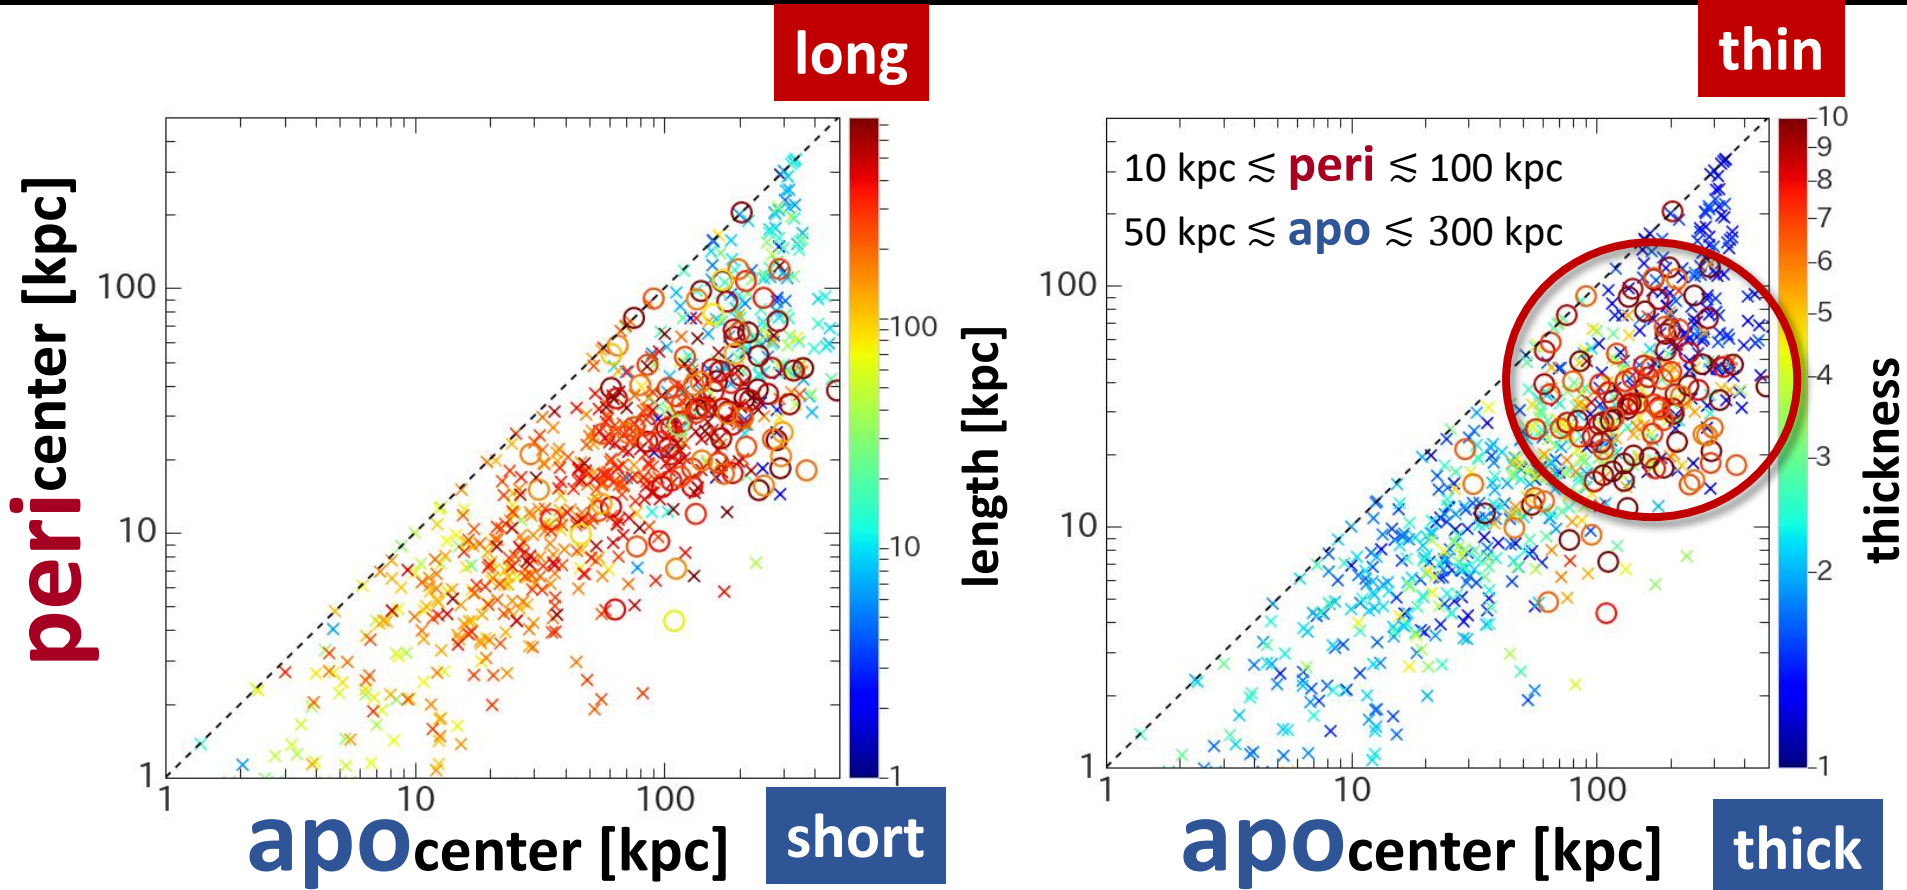 long
thin
pericenter [kpc]
100
10
1
1
10
100
apocenter [kpc]
short
100
10
1
length [kpc]
10 kpc ≲ peri ≲ 100 kpc
50 kpc ≲ apo ≲ 300 kpc
100
10
1
1
10
100
apocenter [kpc]
thick
10
9
8
7
6
5
4
3
2
1
thickness